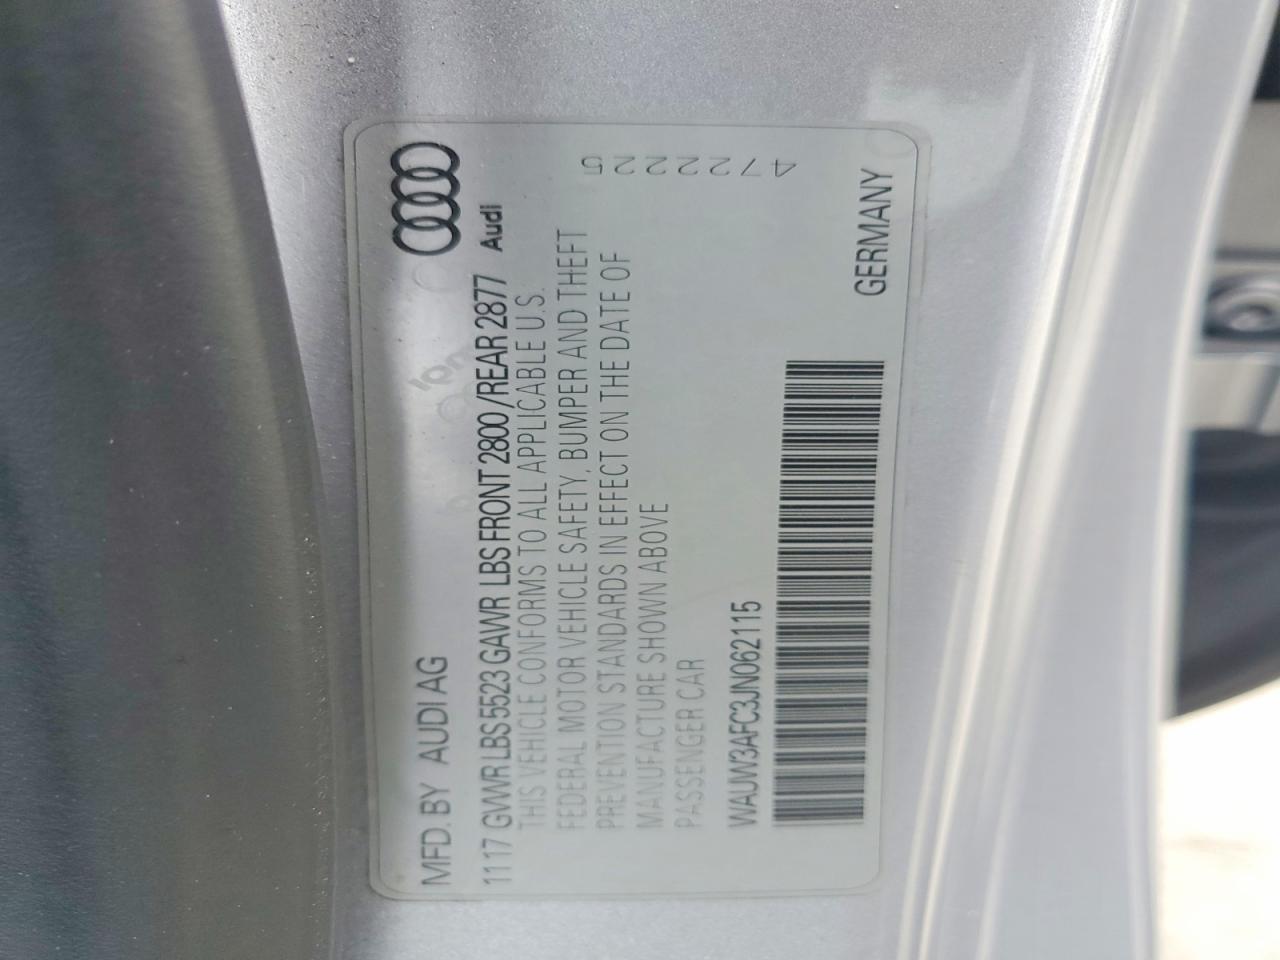 MFD. BY AUDI AG
Audi
1117 GVWR LBS 5523 GAWR LBS FRONT 2800 /REAR 2877
THIS VEHICLE CONFORMS TO ALL APPLICABLE U.S.
FEDERAL MOTOR VEHICLE SAFETY, BUMPER AND THEFT
PREVENTION STANDARDS IN EFFECT ON THE DATE OF
MANUFACTURE SHOWN ABOVE
PASSENGER CAR
WAUW3AFC3JN062115
GERMANY
472225